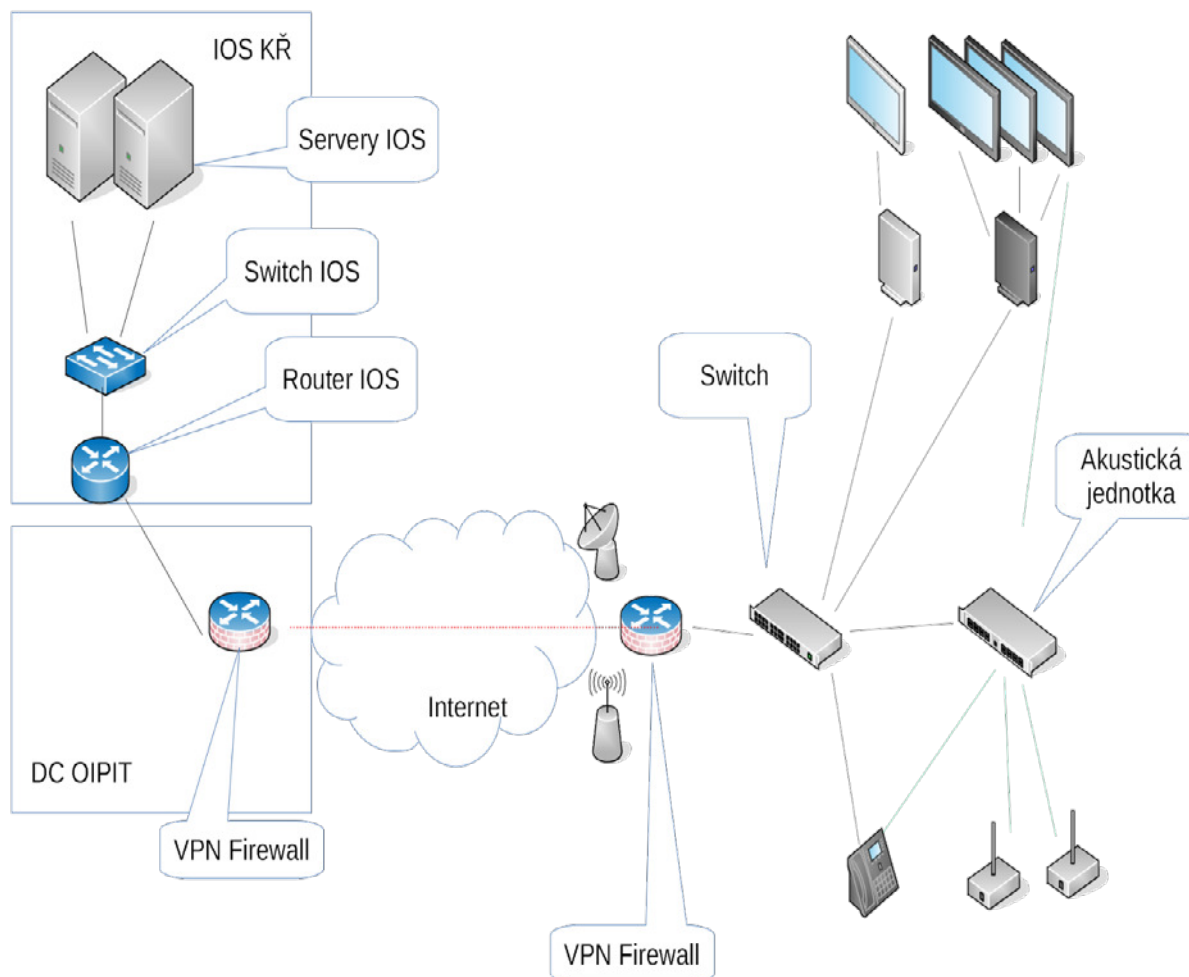 IOS KŘ
Servery IOS
Switch IOS
Router IOS
Switch
Akustická
jednotka
Internet
DC OIPIT
VPN Firewall
VPN Firewall